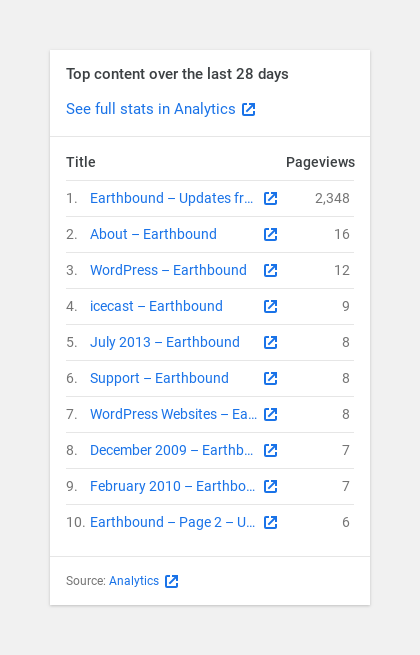 Top content over the last 28 days
See full stats in Analytics
Title Pageviews
1. Earthbound – Updates fr... 2,348
2. About – Earthbound 16
3. WordPress – Earthbound 12
4. icecast – Earthbound 9
5. July 2013 – Earthbound 8
6. Support – Earthbound 8
7. WordPress Websites – Ea... 8
8. December 2009 – Earthb... 7
9. February 2010 – Earthbo... 7
10. Earthbound – Page 2 – U... 6
Source: Analytics